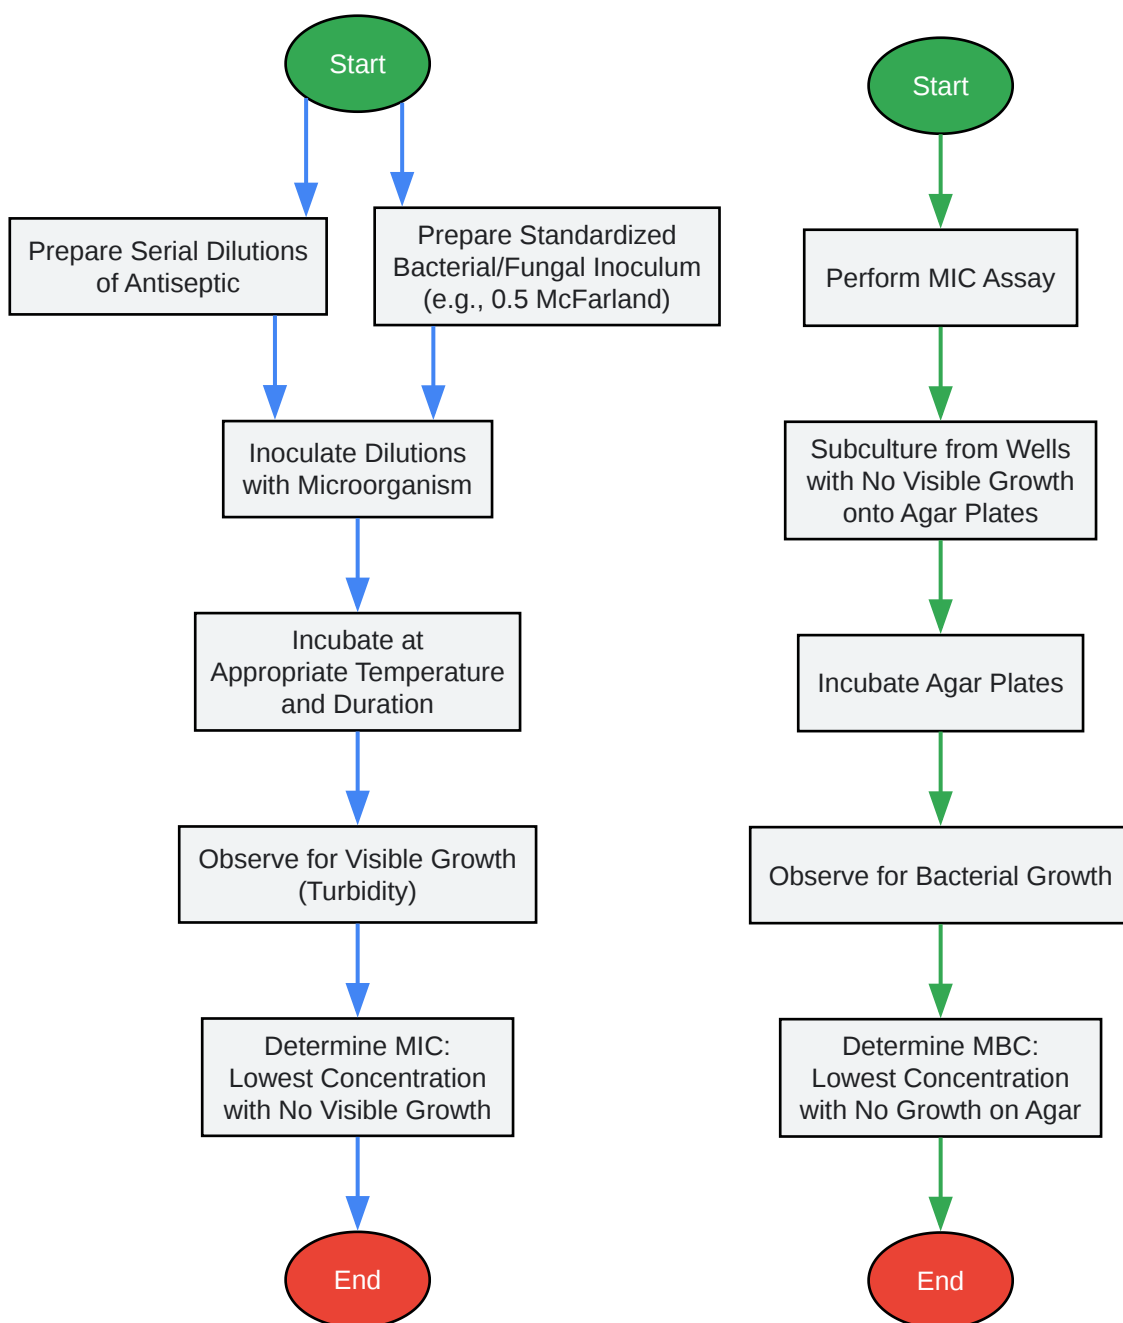 Start
Prepare Serial Dilutions
of Antiseptic
Prepare Standardized
Bacterial/Fungal Inoculum
(e.g., 0.5 McFarland)
Inoculate Dilutions
with Microorganism
Incubate at
Appropriate Temperature
and Duration
Observe for Visible Growth
(Turbidity)
Determine MIC:
Lowest Concentration
with No Visible Growth
End
Start
Perform MIC Assay
Subculture from Wells
with No Visible Growth
onto Agar Plates
Incubate Agar Plates
Observe for Bacterial Growth
Determine MBC:
Lowest Concentration
with No Growth on Agar
End